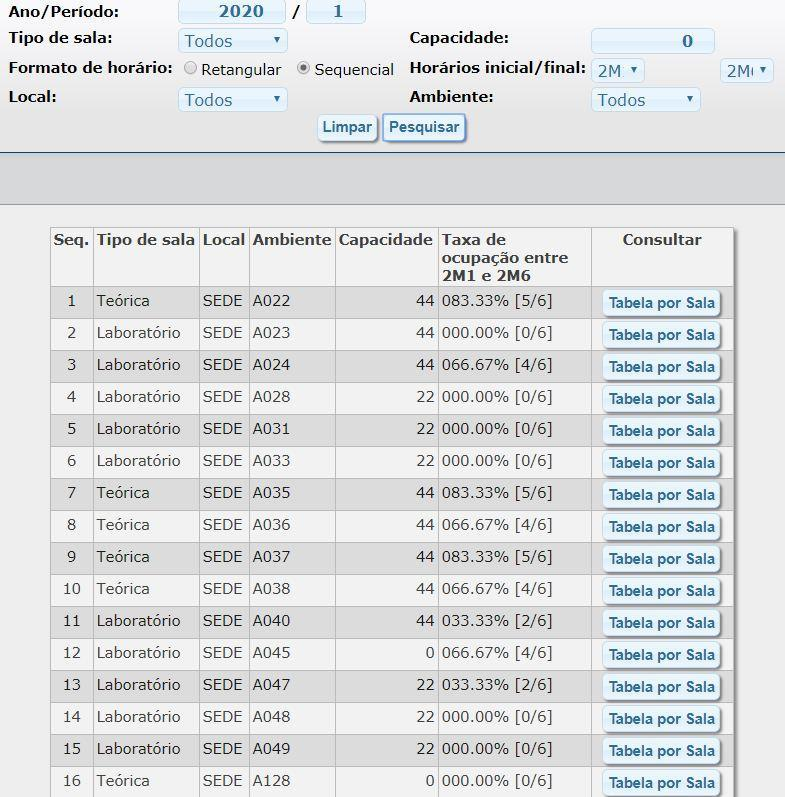 Ano/Período: 2020 / 1
Tipo de sala: Todos Capacidade: 0
Formato de horário: Retangular Sequencial Horários inicial/final: 2M
Local: Todos Ambiente: Todos
Limpar Pesquisar
Seq. Tipo de sala Local Ambiente Capacidade Taxa de ocupação entre 2M1 e 2M6 Consultar
1 Teórica SEDE A022 44 083.33% [5/6] Tabela por Sala
2 Laboratório SEDE A023 44 000.00% [0/6] Tabela por Sala
3 Laboratório SEDE A024 44 066.67% [4/6] Tabela por Sala
4 Laboratório SEDE A028 22 000.00% [0/6] Tabela por Sala
5 Laboratório SEDE A031 22 000.00% [0/6] Tabela por Sala
6 Laboratório SEDE A033 22 000.00% [0/6] Tabela por Sala
7 Teórica SEDE A035 44 083.33% [5/6] Tabela por Sala
8 Teórica SEDE A036 44 066.67% [4/6] Tabela por Sala
9 Teórica SEDE A037 44 083.33% [5/6] Tabela por Sala
10 Teórica SEDE A038 44 066.67% [4/6] Tabela por Sala
11 Laboratório SEDE A040 44 033.33% [2/6] Tabela por Sala
12 Laboratório SEDE A045 0 066.67% [4/6] Tabela por Sala
13 Laboratório SEDE A047 22 033.33% [2/6] Tabela por Sala
14 Laboratório SEDE A048 22 000.00% [0/6] Tabela por Sala
15 Laboratório SEDE A049 22 000.00% [0/6] Tabela por Sala
16 Teórica SEDE A128 0 000.00% [0/6] Tabela por Sala